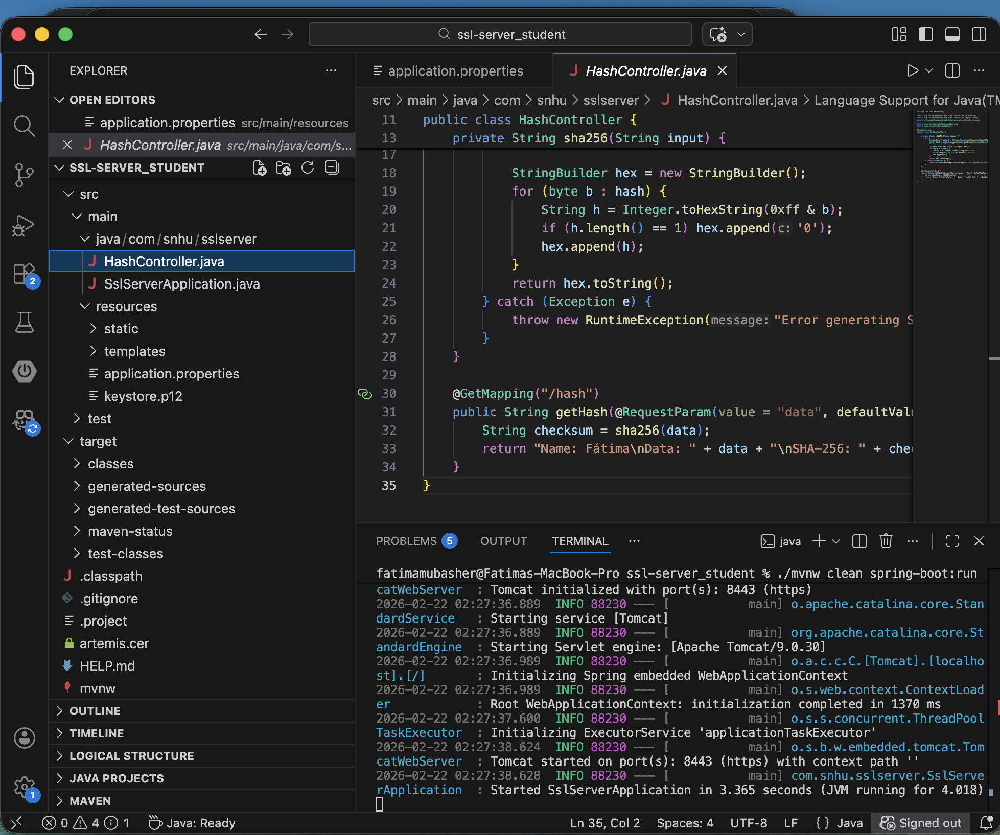 ssl-server_student
EXPLORER
OPEN EDITORS
application.properties src/main/resources
HashController.java src/main/java/com/s...
SSL-SERVER_STUDENT
src
main
java/com/snhu/sslserver
HashController.java
SslServerApplication.java
resources
static
templates
application.properties
keystore.p12
test
target
classes
generated-sources
generated-test-sources
maven-status
test-classes
.classpath
.gitignore
.project
artemis.cer
HELP.md
mvnw
OUTLINE
TIMELINE
LOGICAL STRUCTURE
JAVA PROJECTS
MAVEN
2
1
application.properties
HashController.java
src > main > java > com > snhu > sslserver > HashController.java > Language Support for Java(TM
11 public class HashController {
13 private String sha256(String input) {
17
18 StringBuilder hex = new StringBuilder();
19 for (byte b : hash) {
20 String h = Integer.toHexString(0xff & b);
21 if (h.length() == 1) hex.append(c: '0');
22 hex.append(h);
23 }
24 return hex.toString();
25 } catch (Exception e) {
26 throw new RuntimeException(message: "Error generating S
27 }
28 }
29
30 @GetMapping("/hash")
31 public String getHash(@RequestParam(value = "data", defaultValu
32 String checksum = sha256(data);
33 return "Name: Fátima\nData: " + data + "\nSHA-256: " + chec
34 }
35 }
PROBLEMS 5 OUTPUT TERMINAL
java
fatimamubasher@Fatimas-MacBook-Pro ssl-server_student % ./mvnw clean spring-boot:run
catWebServer : Tomcat initialized with port(s): 8443 (https)
2026-02-22 02:27:36.889 INFO 88230 --- [ main] o.apache.catalina.core.Stan
dardService : Starting service [Tomcat]
2026-02-22 02:27:36.889 INFO 88230 --- [ main] org.apache.catalina.core.St
andardEngine : Starting Servlet engine: [Apache Tomcat/9.0.30]
2026-02-22 02:27:36.989 INFO 88230 --- [ main] o.a.c.c.C.[Tomcat].[localho
st].[/] : Initializing Spring embedded WebApplicationContext
2026-02-22 02:27:36.989 INFO 88230 --- [ main] o.s.web.context.ContextLoad
er : Root WebApplicationContext: initialization completed in 1370 ms
2026-02-22 02:27:37.600 INFO 88230 --- [ main] o.s.s.concurrent.ThreadPool
TaskExecutor : Initializing ExecutorService 'applicationTaskExecutor'
2026-02-22 02:27:38.624 INFO 88230 --- [ main] o.s.b.w.embedded.tomcat.Tom
catWebServer : Tomcat started on port(s): 8443 (https) with context path ''
2026-02-22 02:27:38.628 INFO 88230 --- [ main] com.snhu.sslserver.SslServe
rApplication : Started SslServerApplication in 3.365 seconds (JVM running for 4.018)
0 4 1 Java: Ready
Ln 35, Col 2 Spaces: 4 UTF-8 LF {} Java Signed out